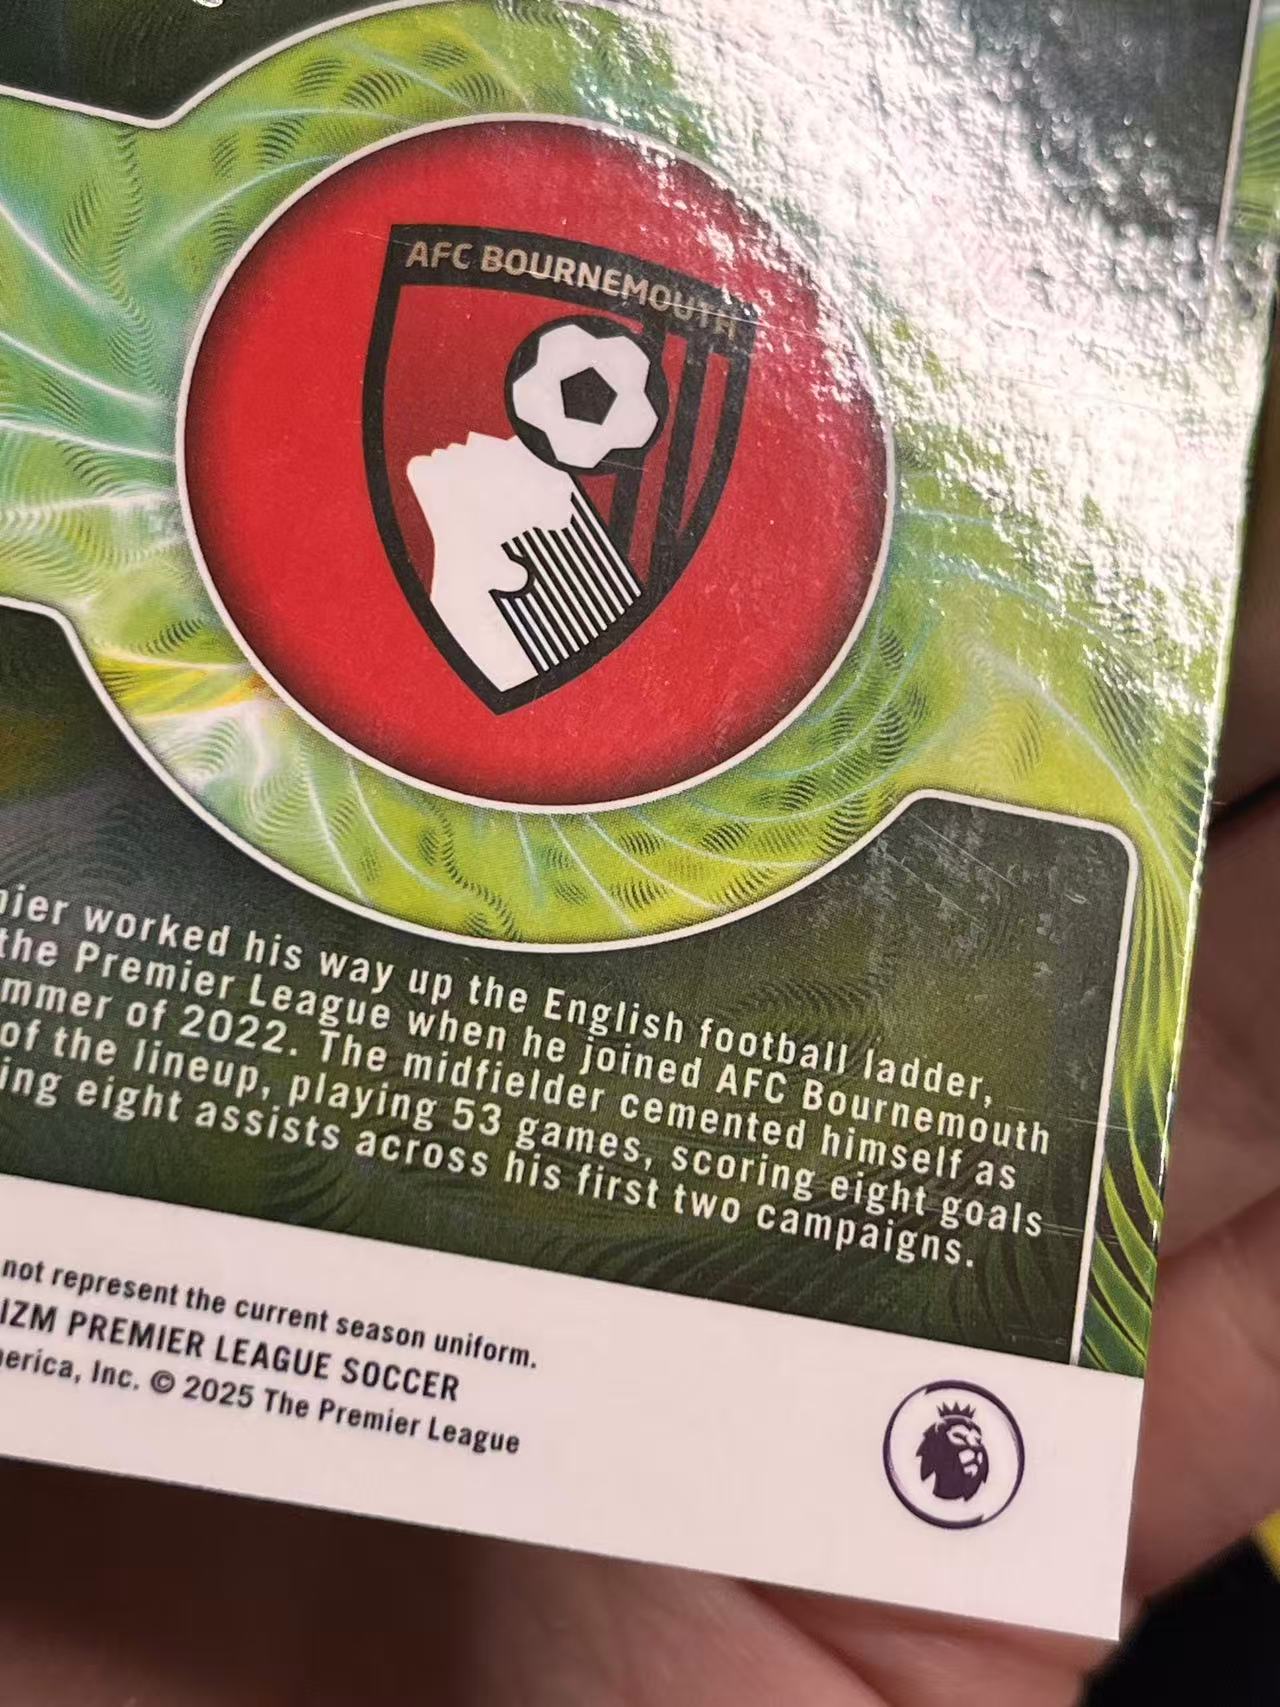 AFC BOURNEMOUTH
nier worked his way up the English football ladder,
the Premier League when he joined AFC Bournemouth
mmer of 2022. The midfielder cemented himself as
of the lineup, playing 53 games, scoring eight goals
ing eight assists across his first two campaigns.
not represent the current season uniform.
IZM PREMIER LEAGUE SOCCER
erica, Inc. © 2025 The Premier League